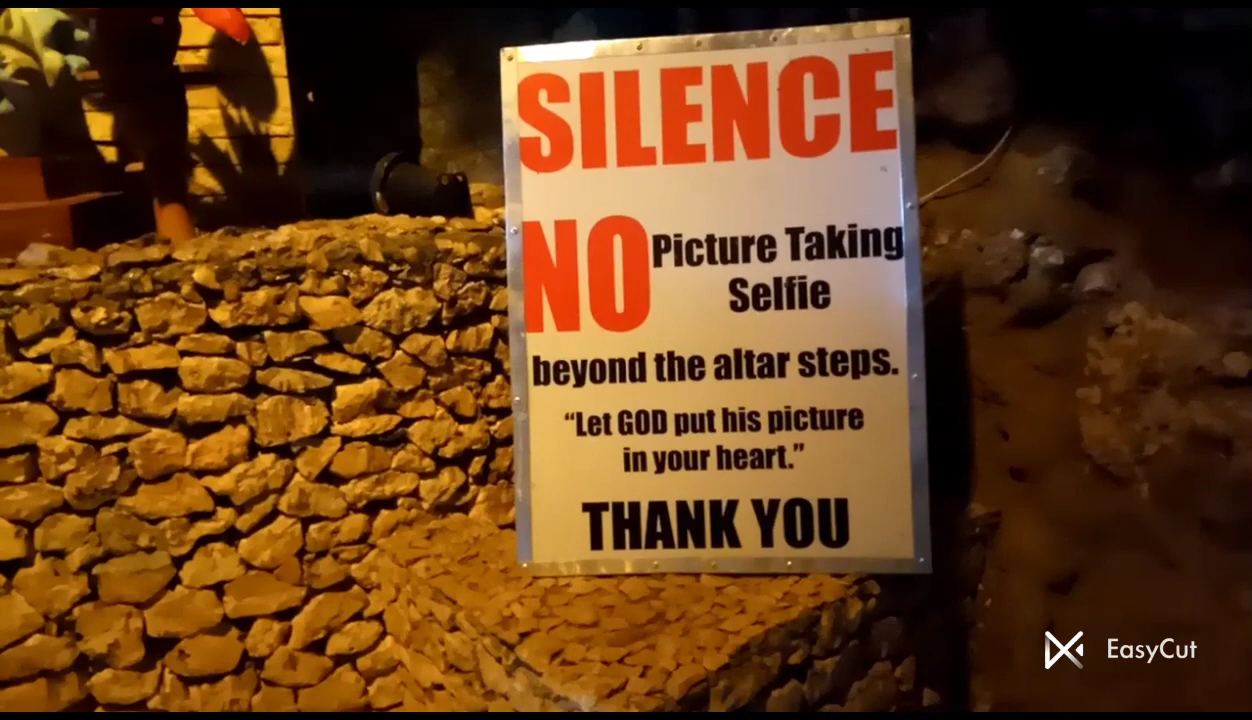 SILENCE
NO Picture Taking
Selfie
beyond the altar steps.
“Let GOD put his picture
in your heart.”
THANK YOU
EasyCut